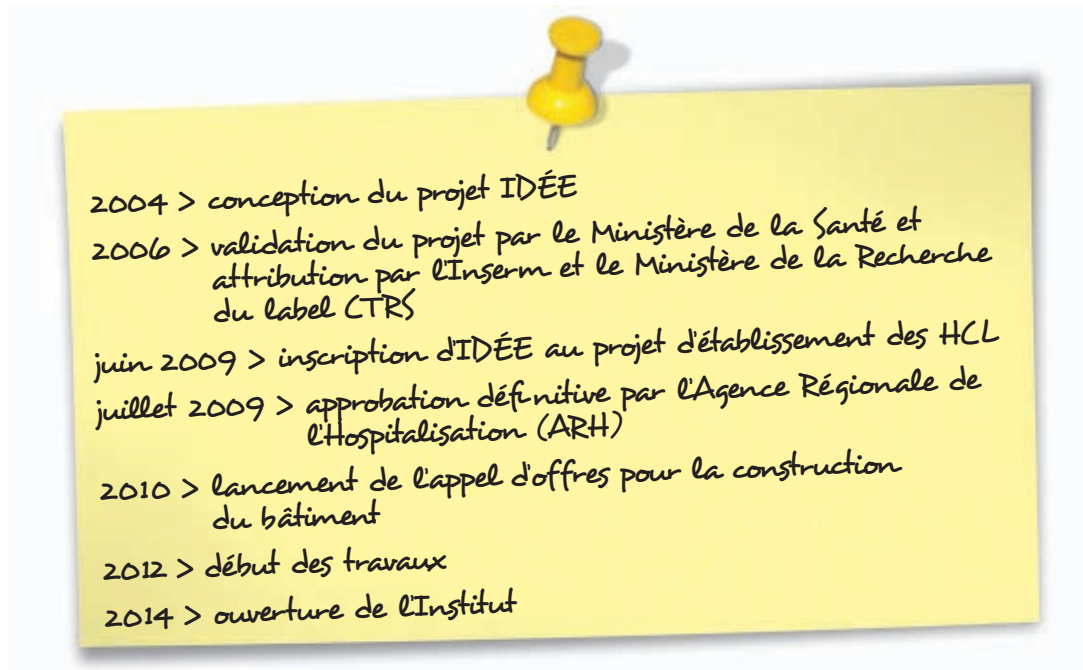 2004 > conception du projet IDÉE
2006 > validation du projet par le Ministère de la Santé et
attribution par l'Inserm et le Ministère de la Recherche
du label CTRS
juin 2009 > inscription d'IDÉE au projet d'établissement des HCL
juillet 2009 > approbation définitive par l'Agence Régionale de
l'Hospitalisation (ARH)
2010 > lancement de l'appel d'offres pour la construction
du bâtiment
2012 > début des travaux
2014 > ouverture de l'Institut